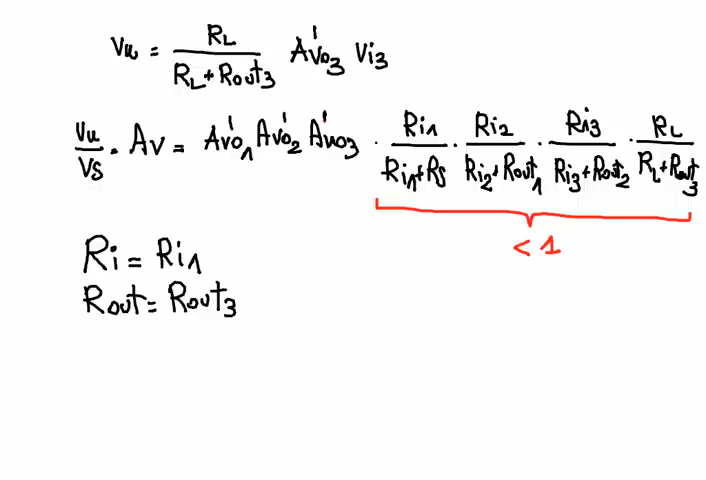 Vu = RL / (RL + Rout3) A'vo3 Vi3
Vu / Vs · Av = A'vo1 A'vo2 A'vo3 · Ri1 / (Ri1 + Rs) · Ri2 / (Ri2 + Rout1) · Ri3 / (Ri3 + Rout2) · RL / (RL + Rout3)
< 1
Ri = Ri1
Rout = Rout3